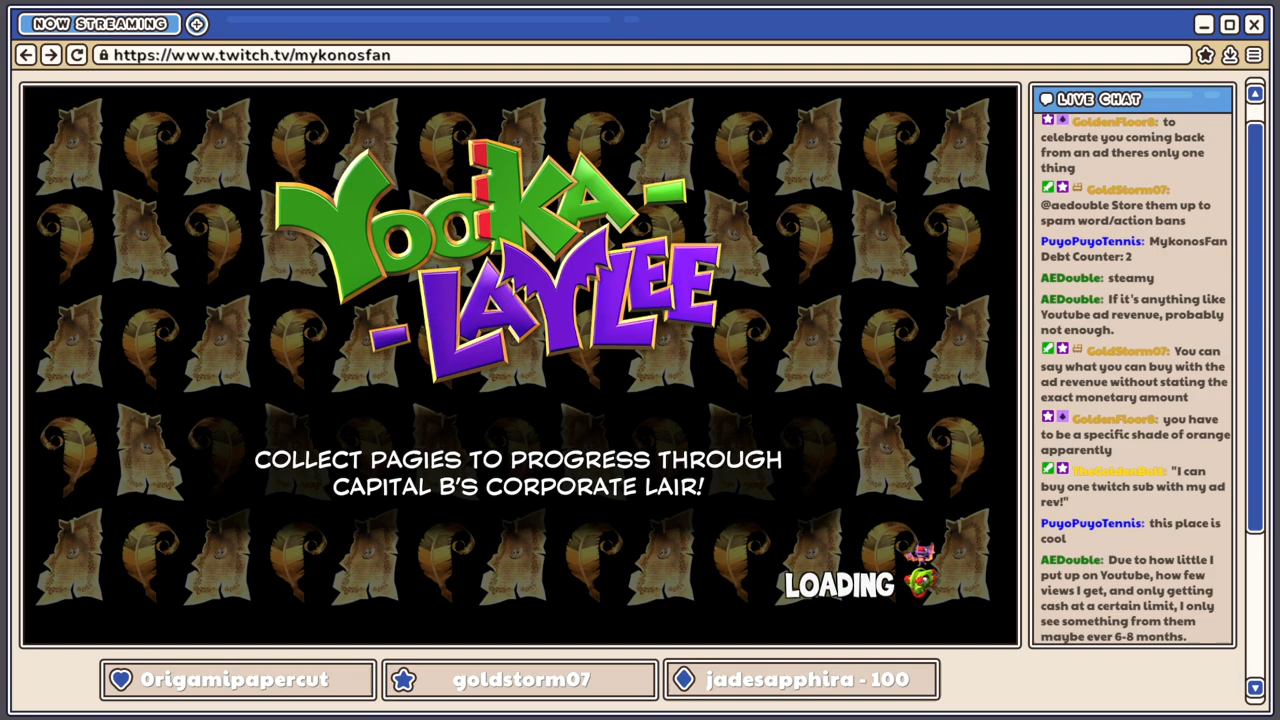 NOW STREAMING
https://www.twitch.tv/mykonosfan
YOOKA-
-LAYLEE
COLLECT PAGIES TO PROGRESS THROUGH
CAPITAL B'S CORPORATE LAIR!
LOADING
LIVE CHAT
GoldenFloor8: to
celebrate you coming back
from an ad theres only one
thing
GoldStorm07:
@aedouble Store them up to
spam word/action bans
PuyoPuyoTennis: MykonosFan
Debt Counter: 2
AEDouble: steamy
AEDouble: If it's anything like
Youtube ad revenue, probably
not enough.
GoldStorm07: You can
say what you can buy with the
ad revenue without stating the
exact monetary amount
GoldenFloor8: you have
to be a specific shade of orange
apparently
TheGoldenBolt: "I can
buy one twitch sub with my ad
rev!"
PuyoPuyoTennis: this place is
cool
AEDouble: Due to how little I
put up on Youtube, how few
views I get, and only getting
cash at a certain limit, I only
see something from them
maybe ever 6-8 months.
0rigamipapercut
goldstorm07
jadesapphira - 100